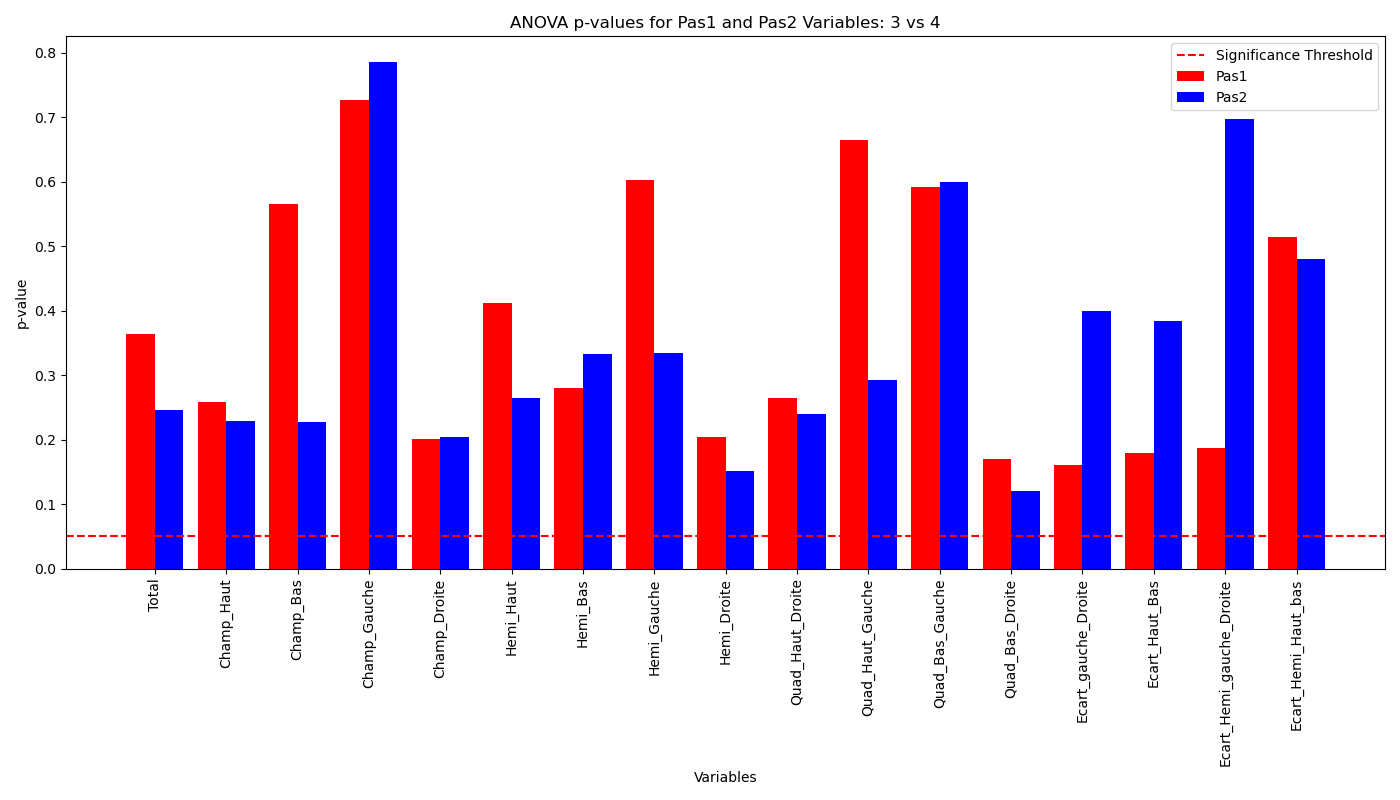 ANOVA p-values for Pas1 and Pas2 Variables: 3 vs 4
Significance Threshold
Pas1
Pas2
p-value
0.8
0.7
0.6
0.5
0.4
0.3
0.2
0.1
0.0
Total
Champ_Haut
Champ_Bas
Champ_Gauche
Champ_Droite
Hemi_Haut
Hemi_Bas
Hemi_Gauche
Hemi_Droite
Quad_Haut_Droite
Quad_Haut_Gauche
Quad_Bas_Gauche
Quad_Bas_Droite
Ecart_gauche_Droite
Ecart_Haut_Bas
Ecart_Hemi_gauche_Droite
Ecart_Hemi_Haut_bas
Variables